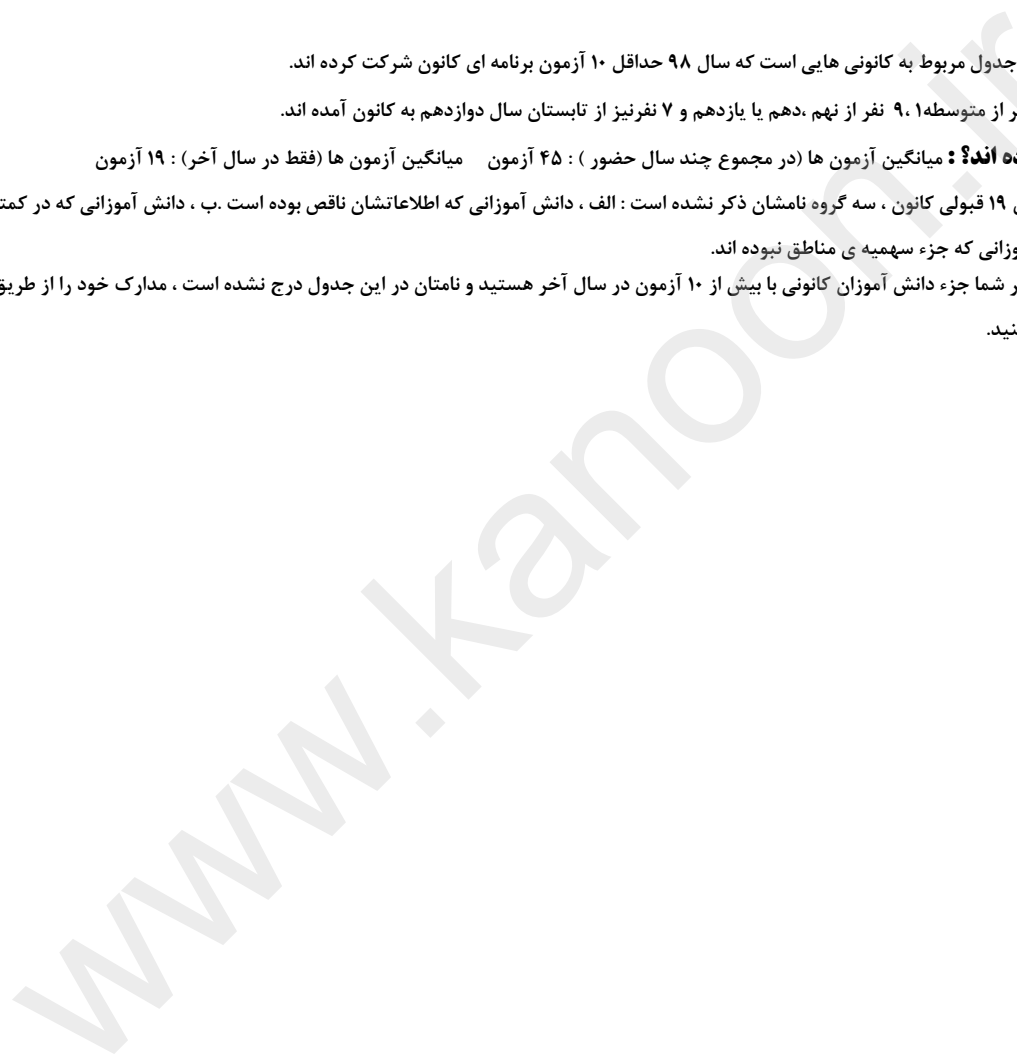 جدول مربوط به کانونی هایی است که سال ۹۸ حداقل ۱۰ آزمون برنامه ای کانون شرکت کرده اند.
از متوسطه۱ ،۹ نفر از نهم ،دهم یا یازدهم و ۷ نفرنیز از تابستان سال دوازدهم به کانون آمده اند.
اند؟ : میانگین آزمون ها (در مجموع چند سال حضور ) : ۴۵ آزمون میانگین آزمون ها (فقط در سال آخر) : ۱۹ آزمون
۱۹ قبولی کانون ، سه گروه نامشان ذکر نشده است : الف ، دانش آموزانی که اطلاعاتشان ناقص بوده است .ب ، دانش آموزانی که در
که جزء سهمیه ی مناطق نبوده اند.
شما جزء دانش آموزان کانونی با بیش از ۱۰ آزمون در سال آخر هستید و نامتان در این جدول درج نشده است ، مدارک خود را از
www.kanoon.ir